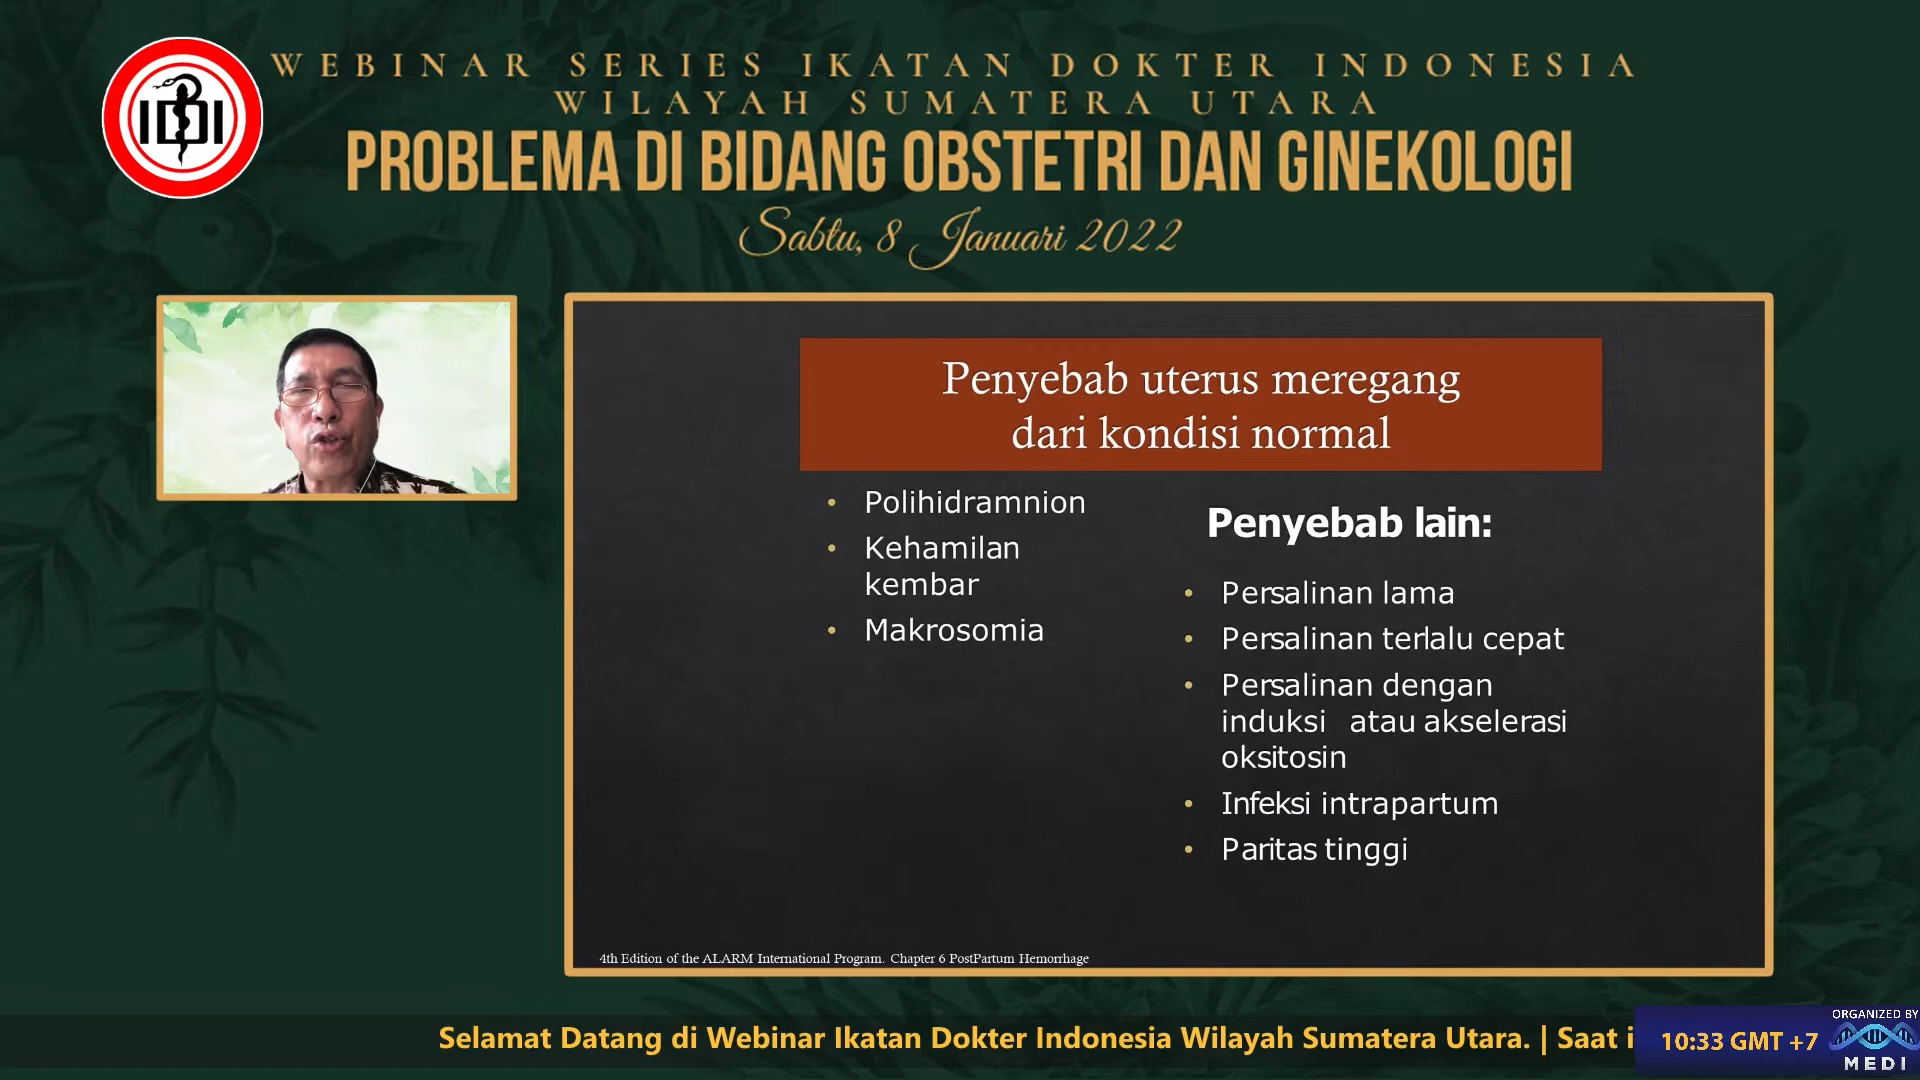 WEBINAR SERIES IKATAN DOKTER INDONESIA
WILAYAH SUMATERA UTARA
PROBLEMA DI BIDANG OBSTETRI DAN GINEKOLOGI
Sabtu, 8 Januari 2022
IDI
Penyebab uterus meregang
dari kondisi normal
• Polihidramnion
• Kehamilan
kembar
• Makrosomia
Penyebab lain:
• Persalinan lama
• Persalinan terlalu cepat
• Persalinan dengan
induksi atau akselerasi
oksitosin
• Infeksi intrapartum
• Paritas tinggi
4th Edition of the ALARM International Program. Chapter 6 PostPartum Hemorrhage
Selamat Datang di Webinar Ikatan Dokter Indonesia Wilayah Sumatera Utara. | Saat i
10:33 GMT +7
ORGANIZED BY
MEDI